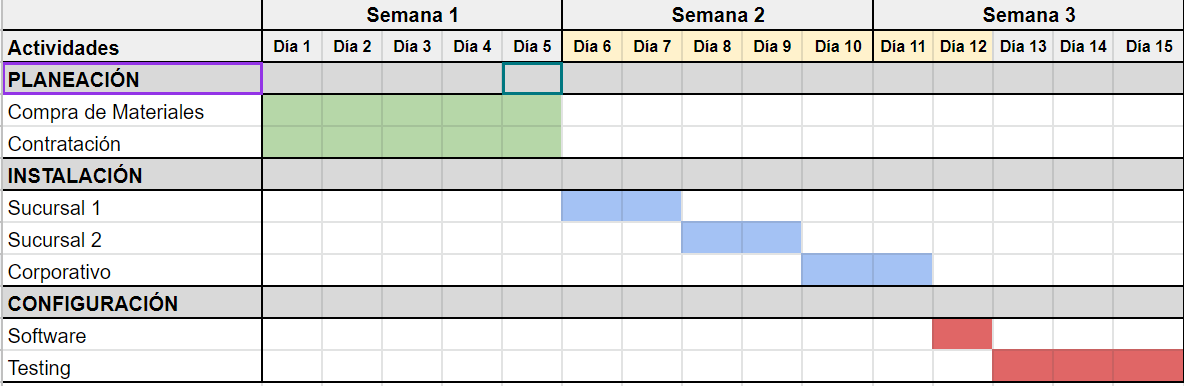 Semana 1 Semana 2 Semana 3
Actividades Día 1 Día 2 Día 3 Día 4 Día 5 Día 6 Día 7 Día 8 Día 9 Día 10 Día 11 Día 12 Día 13 Día 14 Día 15
PLANEACIÓN
Compra de Materiales
Contratación
INSTALACIÓN
Sucursal 1
Sucursal 2
Corporativo
CONFIGURACIÓN
Software
Testing